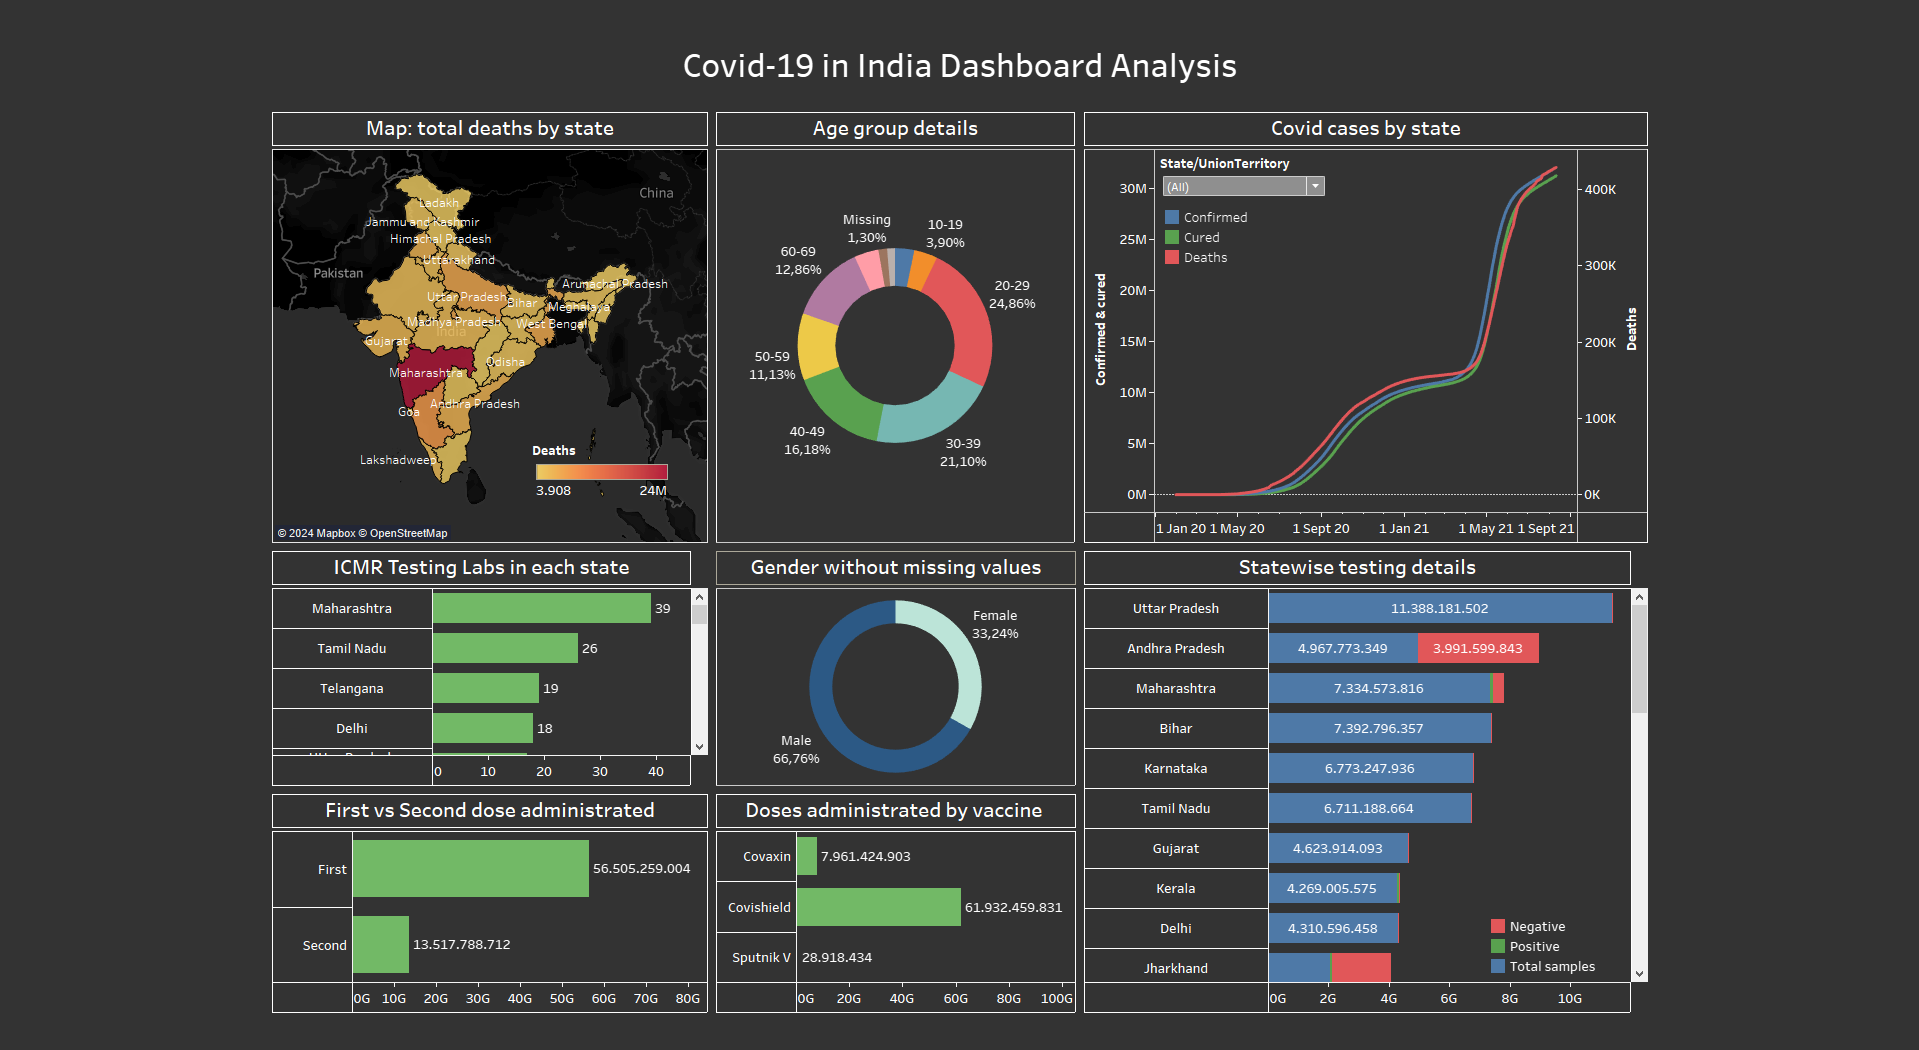 Covid-19 in India Dashboard Analysis
Map: total deaths by state
China
Ladakh
Jammu and Kashmir
Himachal Pradesh
Uttarakhand
Pakistan
Arunachal Pradesh
Uttar Pradesh
Bihar
Meghalaya
Madhya Pradesh
West Bengal
India
Gujarat
Odisha
Maharashtra
Andhra Pradesh
Goa
Lakshadweep
Deaths
3.908 24M
© 2024 Mapbox © OpenStreetMap
Age group details
Missing
1,30%
10-19
3,90%
60-69
12,86%
20-29
24,86%
50-59
11,13%
40-49
16,18%
30-39
21,10%
Covid cases by state
State/UnionTerritory
(All)
Confirmed
Cured
Deaths
Confirmed & cured
30M
25M
20M
15M
10M
5M
0M
400K
300K
200K
100K
0K
Deaths
1 Jan 20 1 May 20 1 Sept 20 1 Jan 21 1 May 21 1 Sept 21
ICMR Testing Labs in each state
Maharashtra 39
Tamil Nadu 26
Telangana 19
Delhi 18
0 10 20 30 40
Gender without missing values
Female
33,24%
Male
66,76%
Statewise testing details
Uttar Pradesh 11.388.181.502
Andhra Pradesh 4.967.773.349 3.991.599.843
Maharashtra 7.334.573.816
Bihar 7.392.796.357
Karnataka 6.773.247.936
Tamil Nadu 6.711.188.664
Gujarat 4.623.914.093
Kerala 4.269.005.575
Delhi 4.310.596.458
Jharkhand
Negative
Positive
Total samples
0G 2G 4G 6G 8G 10G
First vs Second dose administrated
First 56.505.259.004
Second 13.517.788.712
0G 10G 20G 30G 40G 50G 60G 70G 80G
Doses administrated by vaccine
Covaxin 7.961.424.903
Covishield 61.932.459.831
Sputnik V 28.918.434
0G 20G 40G 60G 80G 100G